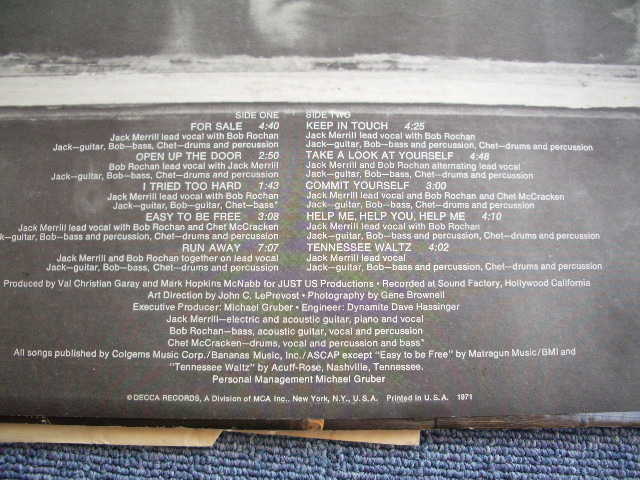 SIDE ONE
FOR SALE 4:40
Jack Merrill lead vocal with Bob Rochan
Jack—guitar, Bob—bass, Chet—drums and percussion
OPEN UP THE DOOR 2:50
Bob Rochan lead vocal with Jack Merrill
Jack—guitar, Bob—bass, Chet—drums and percussion
I TRIED TOO HARD 1:43
Jack Merrill lead vocal with Bob Rochan
Jack—guitar, Bob—guitar, Chet—bass*
EASY TO BE FREE 3:08
Jack Merrill lead vocal with Bob Rochan and Chet McCracken
k—guitar, Bob—bass and percussion, Chet—drums and percussion
RUN AWAY 7:07
Jack Merrill and Bob Rochan together on lead vocal
Jack—guitar, Bob—bass, Chet—drums and percussion
SIDE TWO
KEEP IN TOUCH 4:25
Jack Merrill lead vocal with Bob Rochan
Jack—guitar, Bob—bass and percussion, Chet—drums and percussion
TAKE A LOOK AT YOURSELF 4:48
Jack Merrill and Bob Rochan alternating lead vocal
Jack—guitar, Bob—bass and percussion, Chet—drums and percussion
COMMIT YOURSELF 3:00
Jack Merrill lead vocal with Bob Rochan and Chet McCracken
Jack—guitar, Bob—bass, Chet—drums and percussion
HELP ME, HELP YOU, HELP ME 4:10
Jack Merrill lead vocal with Bob Rochan
Jack—guitar, Bob—bass and percussion, Chet—drums and percussion
TENNESSEE WALTZ 4:02
Jack Merrill lead vocal
Jack—guitar, Bob—bass and percussion, Chet—drums and percussion
Produced by Val Christian Garay and Mark Hopkins McNabb for JUST US Productions • Recorded at Sound Factory, Hollywood California
Art Direction by John C. LePrevost • Photography by Gene Brownell
Executive Producer: Michael Gruber • Engineer: Dynamite Dave Hassinger
Jack Merrill—electric and acoustic guitar, piano and vocal
Bob Rochan—bass, acoustic guitar, vocal and percussion
Chet McCracken—drums, vocal and percussion and bass*
All songs published by Colgems Music Corp./Bananas Music, Inc./ASCAP except "Easy to be Free" by Matragun Music/BMI and
"Tennessee Waltz" by Acuff-Rose, Nashville, Tennessee.
Personal Management Michael Gruber
© DECCA RECORDS, A Division of MCA Inc., New York, N.Y., U.S.A. Printed in U.S.A. 1971